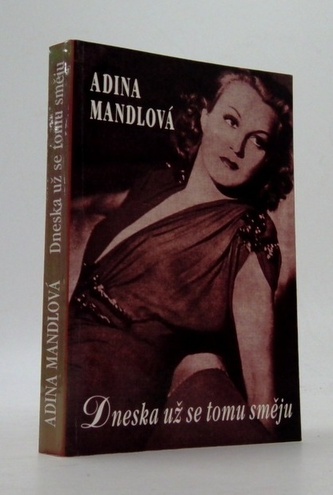 ADINA
MANDLOVÁ
Dneska už se tomu směju
ADINA MANDLOVÁ Dneska už se tomu směju